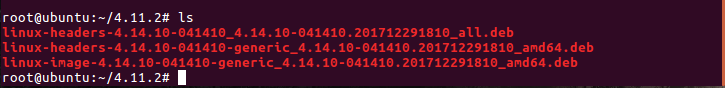 root@ubuntu:~/4.11.2# ls
linux-headers-4.14.10-041410_4.14.10-041410.201712291810_all.deb
linux-headers-4.14.10-041410-generic_4.14.10-041410.201712291810_amd64.deb
linux-image-4.14.10-041410-generic_4.14.10-041410.201712291810_amd64.deb
root@ubuntu:~/4.11.2#